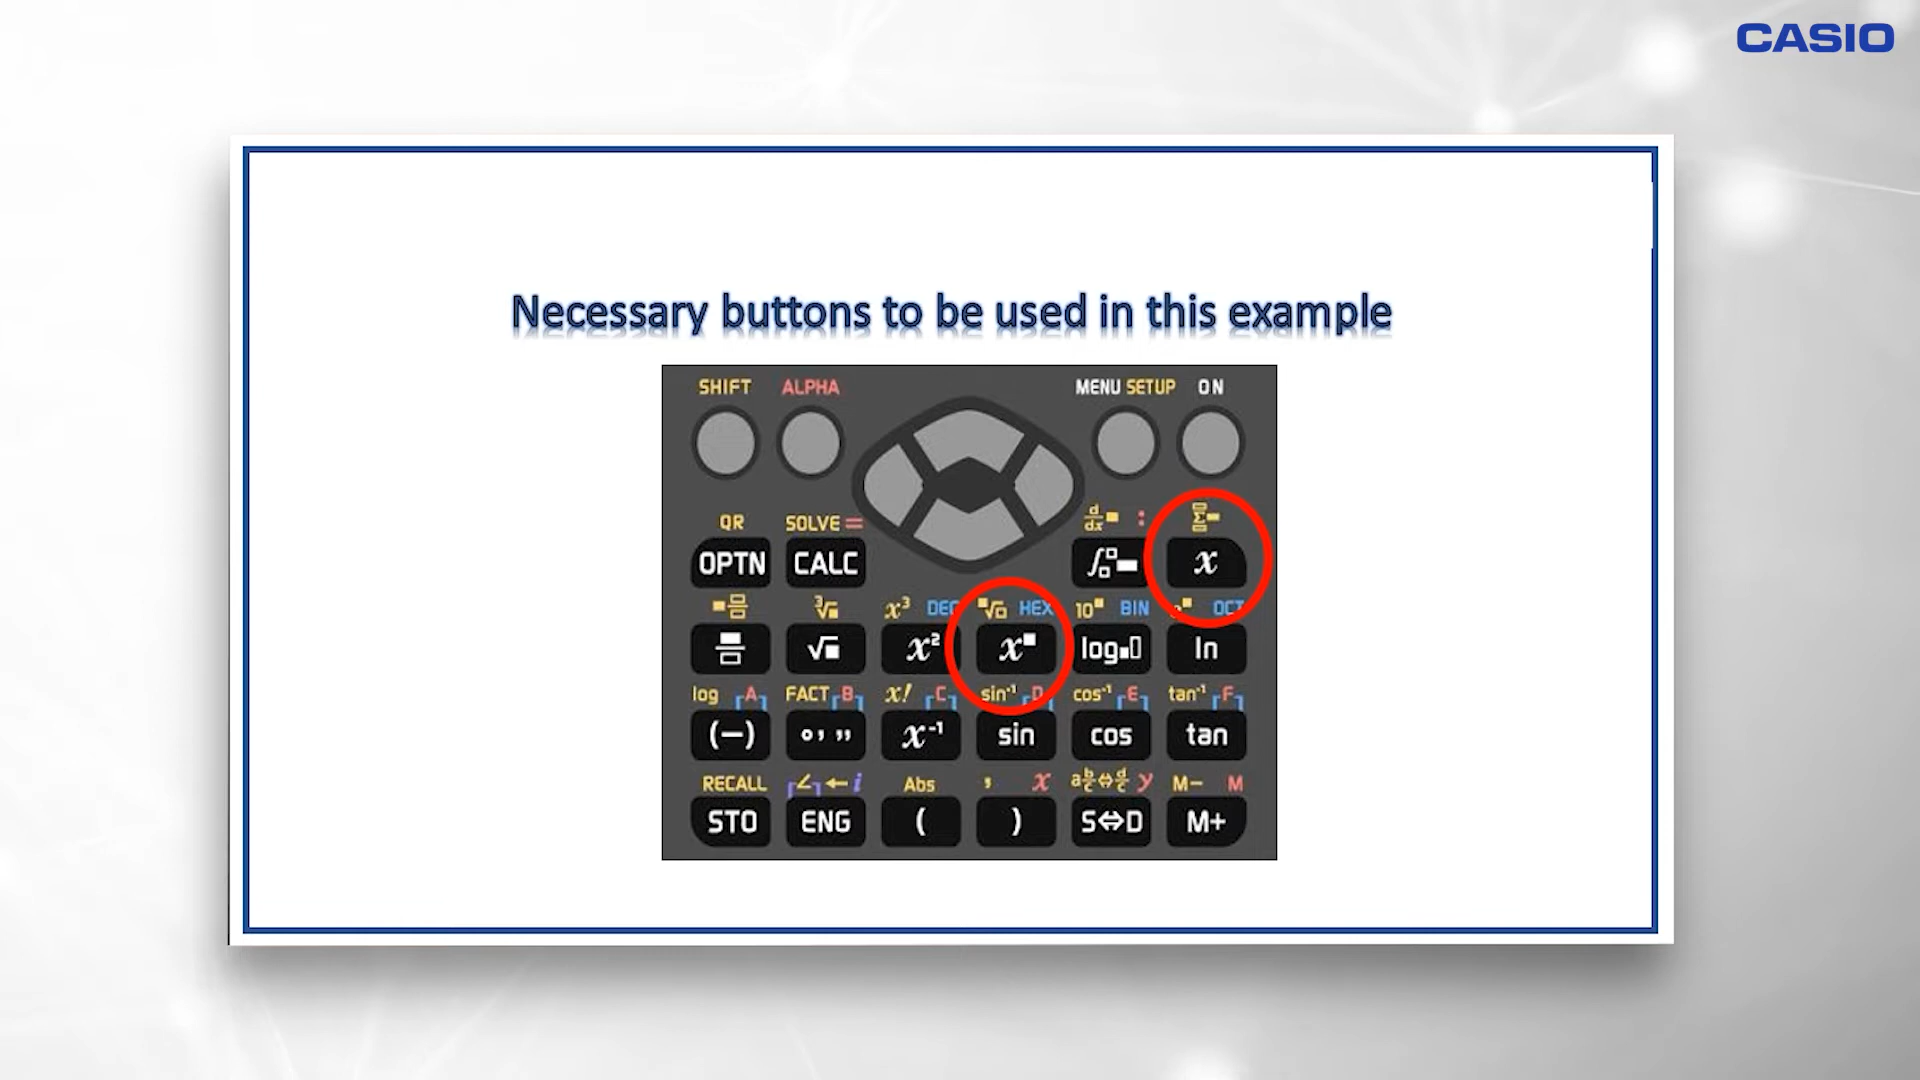 CASIO
Necessary buttons to be used in this example
SHIFT ALPHA MENU SETUP ON
QR SOLVE = d/dx■ : Σ■
OPTN CALC ∫■ x
■√□ ³√■ x³ DEC ■√□ HEX 10■ BIN e■ OCT
√■ x² x■ log■□ ln
log A FACT B x! C sin⁻¹ D cos⁻¹ E tan⁻¹ F
(−) ° ’ ” x⁻¹ sin cos tan
RECALL ∠ ← i Abs , x a b/c⇔d/c y M− M
STO ENG ( ) S⇔D M+